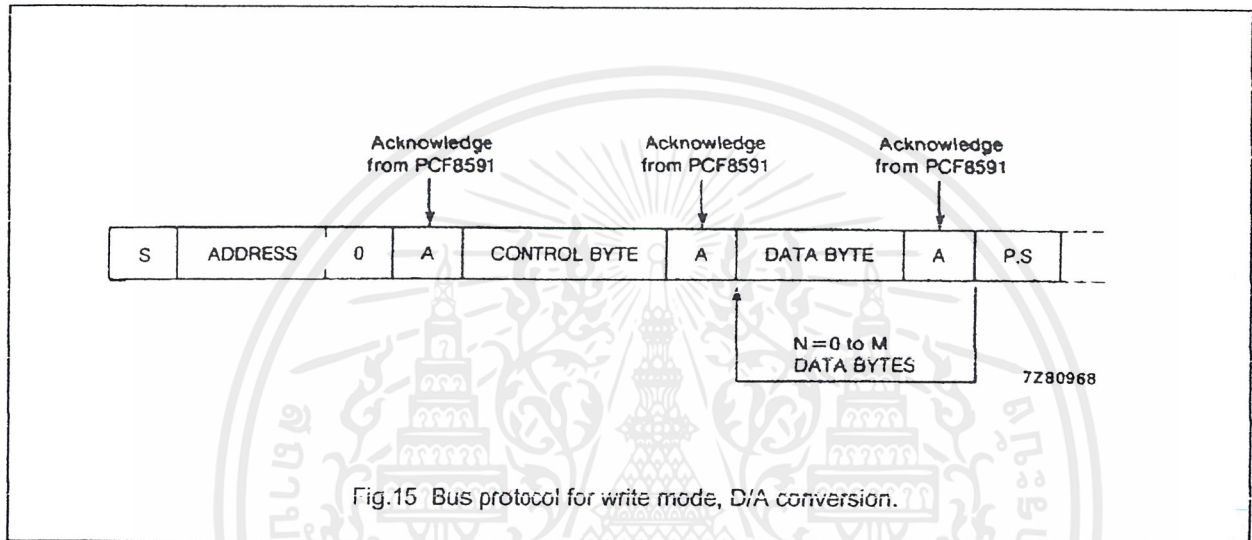 Acknowledge
from PCF8591
Acknowledge
from PCF8591
Acknowledge
from PCF8591
S ADDRESS 0 A CONTROL BYTE A DATA BYTE A P.S
N=0 to M
DATA BYTES
7Z80968
Fig.15 Bus protocol for write mode, D/A conversion.